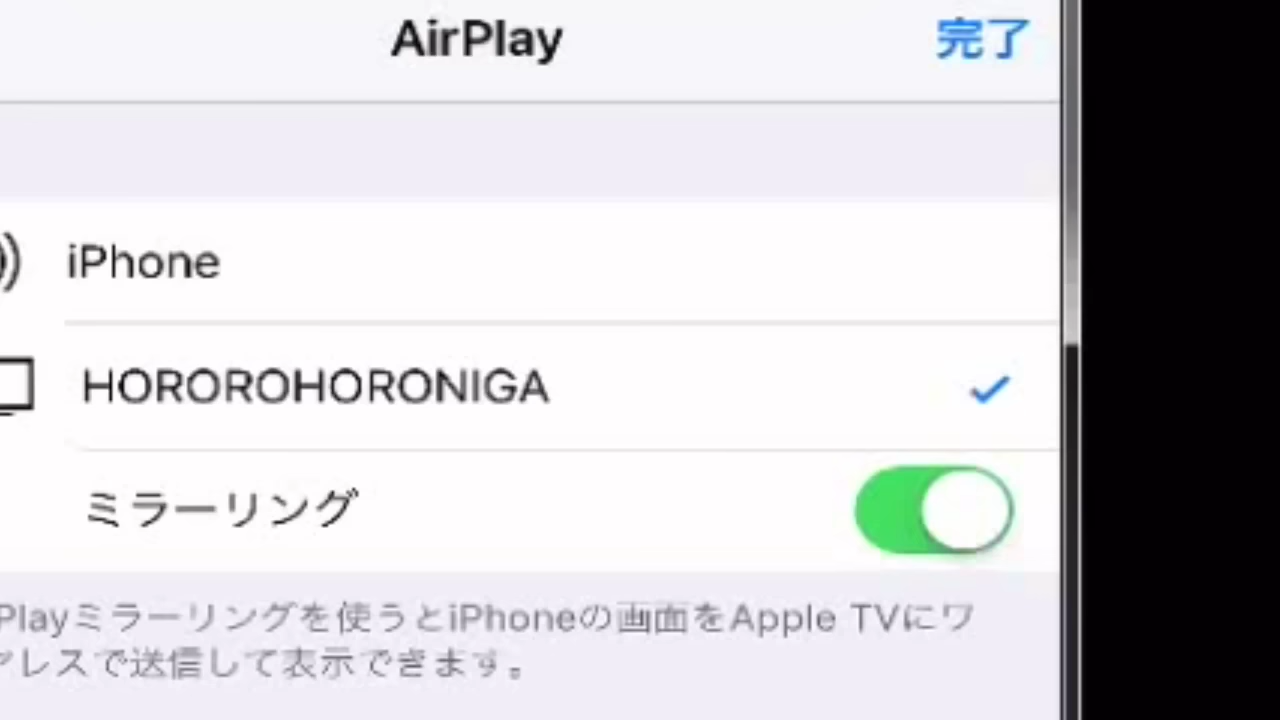 AirPlay 完了
iPhone
HOROROHORONIGA
ミラーリング
Playミラーリングを使うとiPhoneの画面をApple TVにワ
ァレスで送信して表示できます。